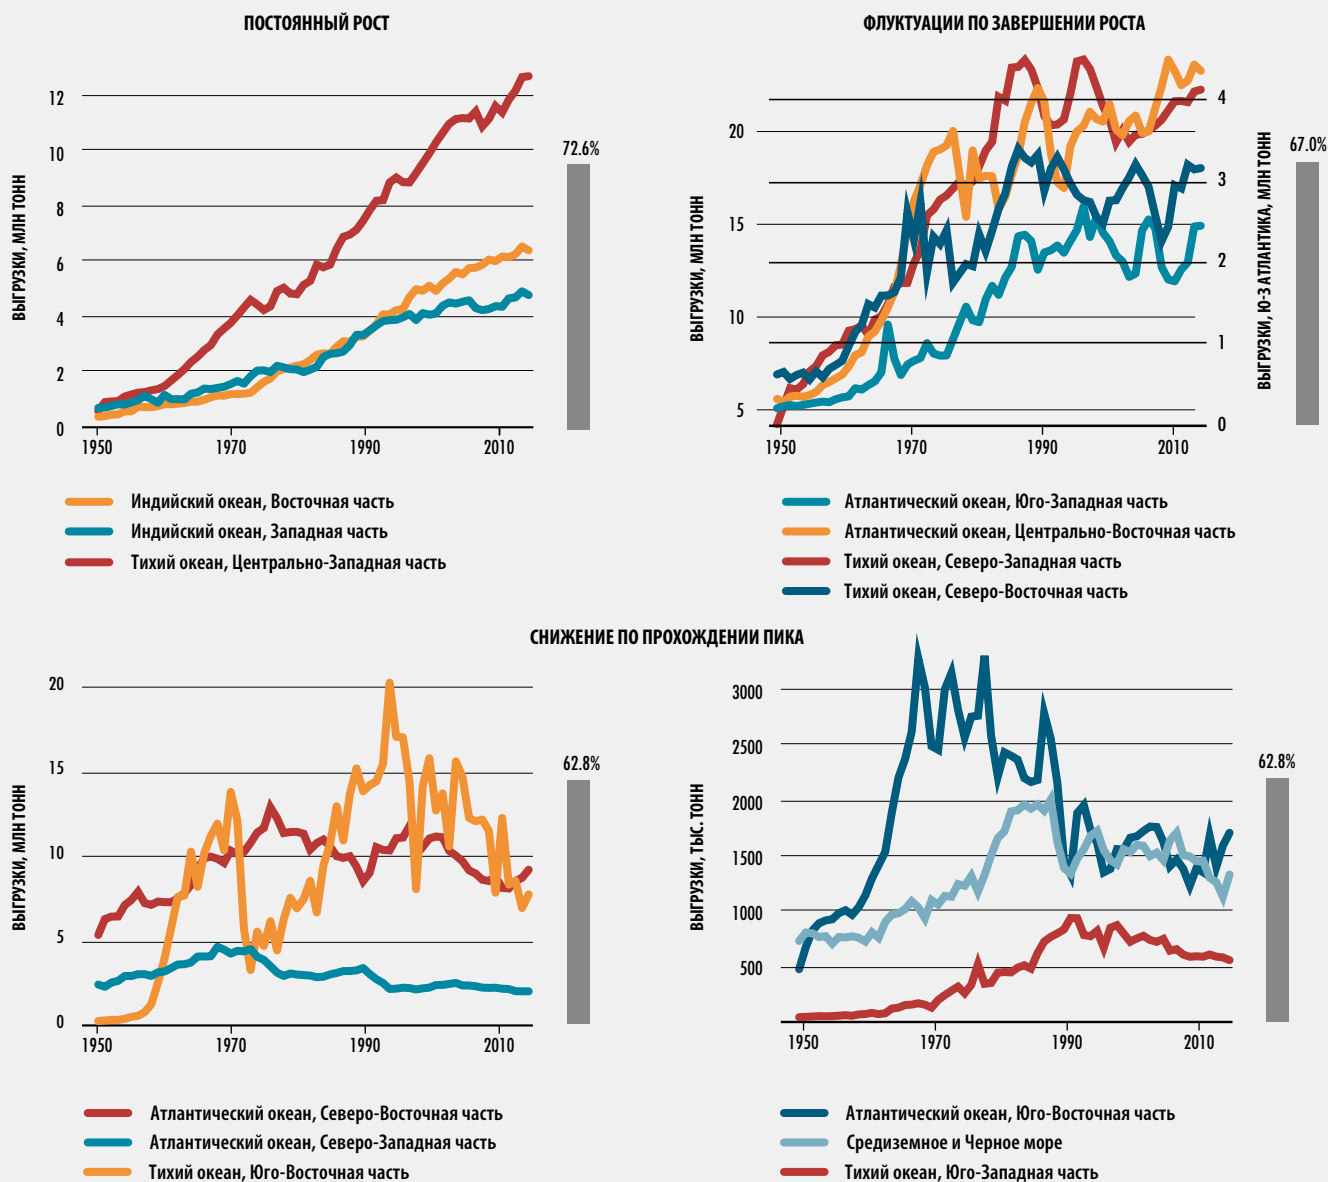 ПОСТОЯННЫЙ РОСТ
12
10
8
6
4
2
0
ВЫГРУЗКИ, МЛН ТОНН
1950
1970
1990
2010
72.6%
Индийский океан, Восточная часть
Индийский океан, Западная часть
Тихий океан, Центрально-Западная часть
ФЛУКТУАЦИИ ПО ЗАВЕРШЕНИИ РОСТА
20
15
10
5
ВЫГРУЗКИ, МЛН ТОНН
4
3
2
1
0
ВЫГРУЗКИ, Ю-З АТЛАНТИКА, МЛН ТОНН
1950
1970
1990
2010
67.0%
Атлантический океан, Юго-Западная часть
Атлантический океан, Центрально-Восточная часть
Тихий океан, Северо-Западная часть
Тихий океан, Северо-Восточная часть
СНИЖЕНИЕ ПО ПРОХОЖДЕНИИ ПИКА
20
15
10
5
0
ВЫГРУЗКИ, МЛН ТОНН
1950
1970
1990
2010
62.8%
Атлантический океан, Северо-Восточная часть
Атлантический океан, Северо-Западная часть
Тихий океан, Юго-Восточная часть
3000
2500
2000
1500
1000
500
ВЫГРУЗКИ, ТЫС. ТОНН
1950
1970
1990
2010
62.8%
Атлантический океан, Юго-Восточная часть
Средиземное и Черное море
Тихий океан, Юго-Западная часть